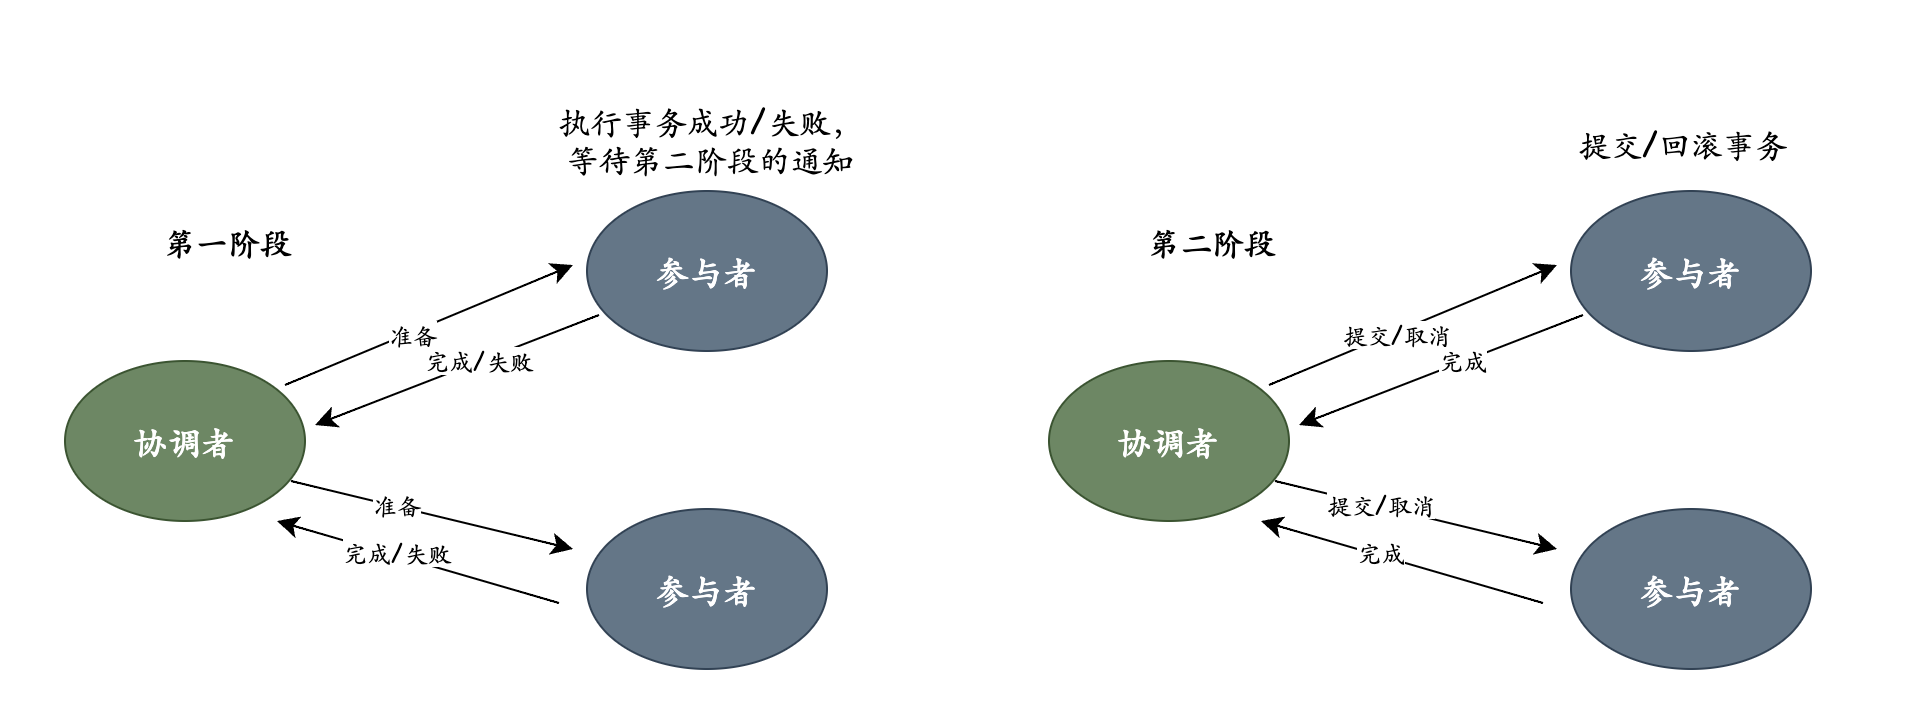 执行事务成功/失败，
等待第二阶段的通知
第一阶段
参与者
准备
完成/失败
协调者
准备
完成/失败
参与者
提交/回滚事务
第二阶段
参与者
提交/取消
完成
协调者
提交/取消
完成
参与者